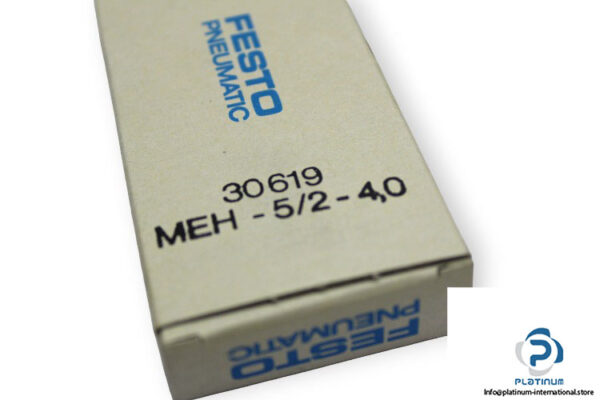 FESTO
PNEUMATIC
30619
MEH - 5/2 - 4,0
FESTO
PNEUMATIC
PLATINUM
Info@platinum-international.store